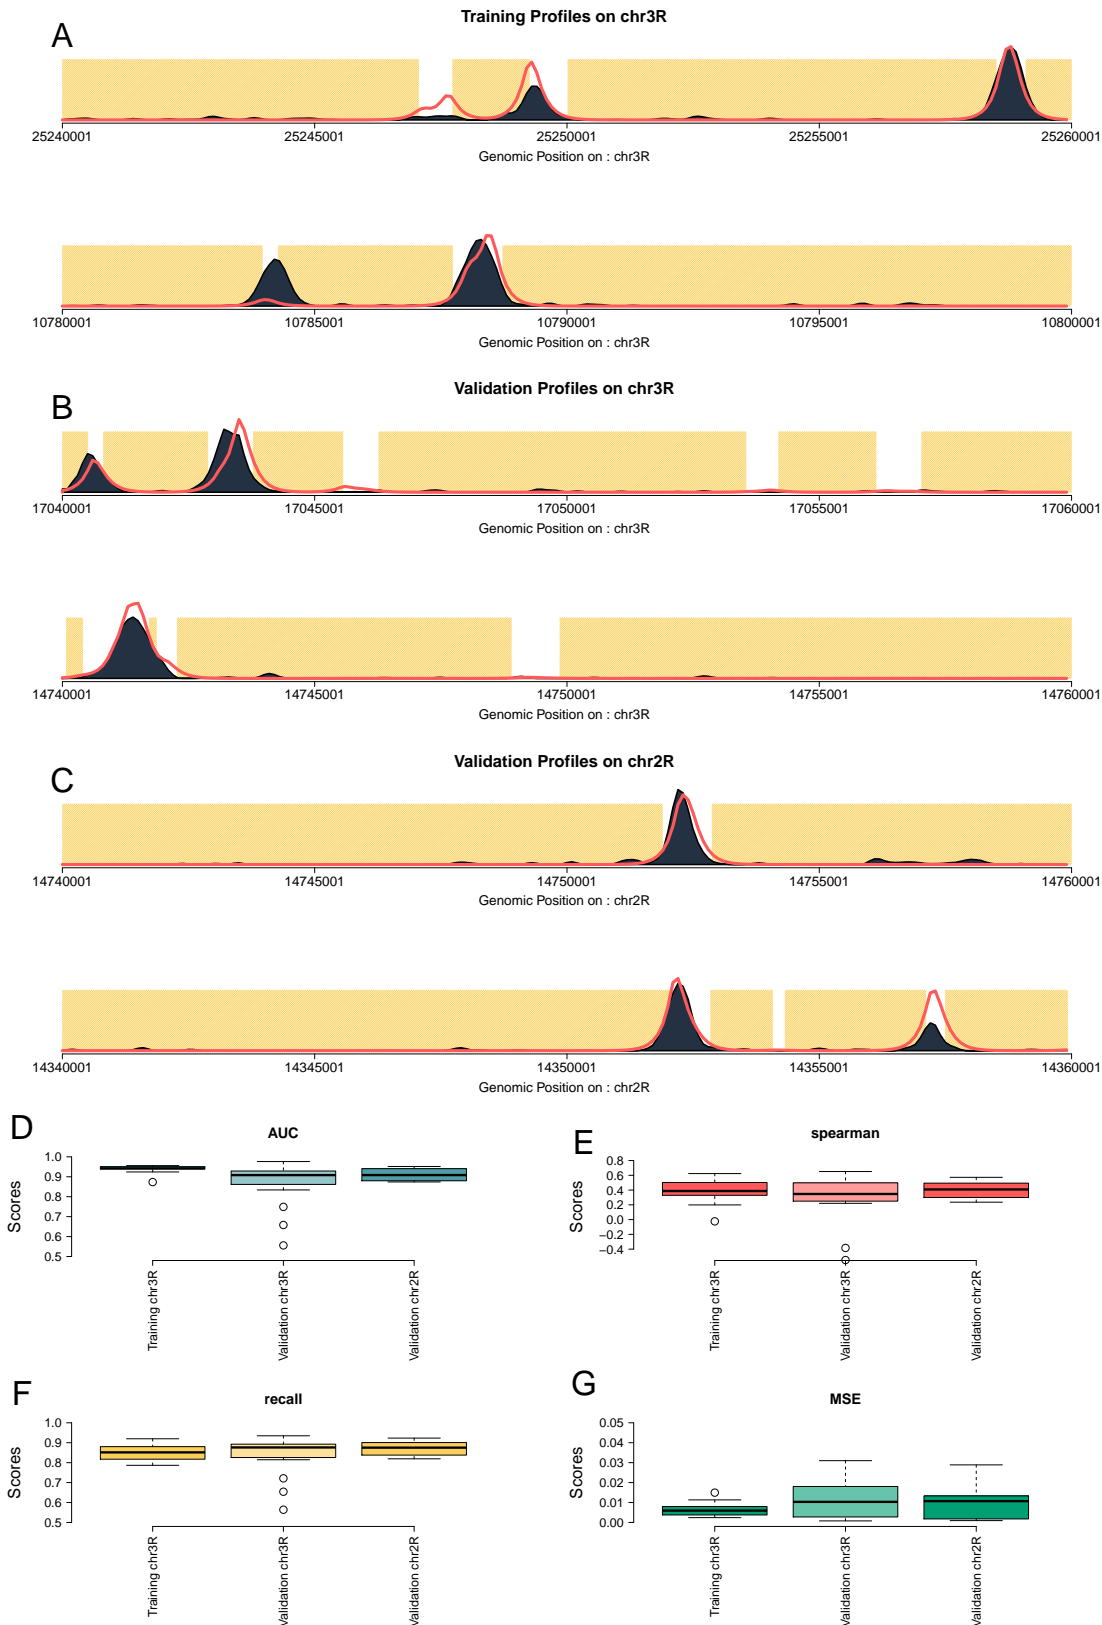 Training Profiles on chr3R
A
25240001 25245001 25250001 25255001 25260001
Genomic Position on : chr3R
10780001 10785001 10790001 10795001 10800001
Genomic Position on : chr3R
Validation Profiles on chr3R
B
17040001 17045001 17050001 17055001 17060001
Genomic Position on : chr3R
14740001 14745001 14750001 14755001 14760001
Genomic Position on : chr3R
Validation Profiles on chr2R
C
14740001 14745001 14750001 14755001 14760001
Genomic Position on : chr2R
14340001 14345001 14350001 14355001 14360001
Genomic Position on : chr2R
D
AUC
Scores
1.0
0.9
0.8
0.7
0.6
0.5
Training chr3R
Validation chr3R
Validation chr2R
E
spearman
Scores
0.8
0.6
0.4
0.2
0.0
−0.2
−0.4
Training chr3R
Validation chr3R
Validation chr2R
F
recall
Scores
1.0
0.9
0.8
0.7
0.6
0.5
Training chr3R
Validation chr3R
Validation chr2R
G
MSE
Scores
0.05
0.04
0.03
0.02
0.01
0.00
Training chr3R
Validation chr3R
Validation chr2R